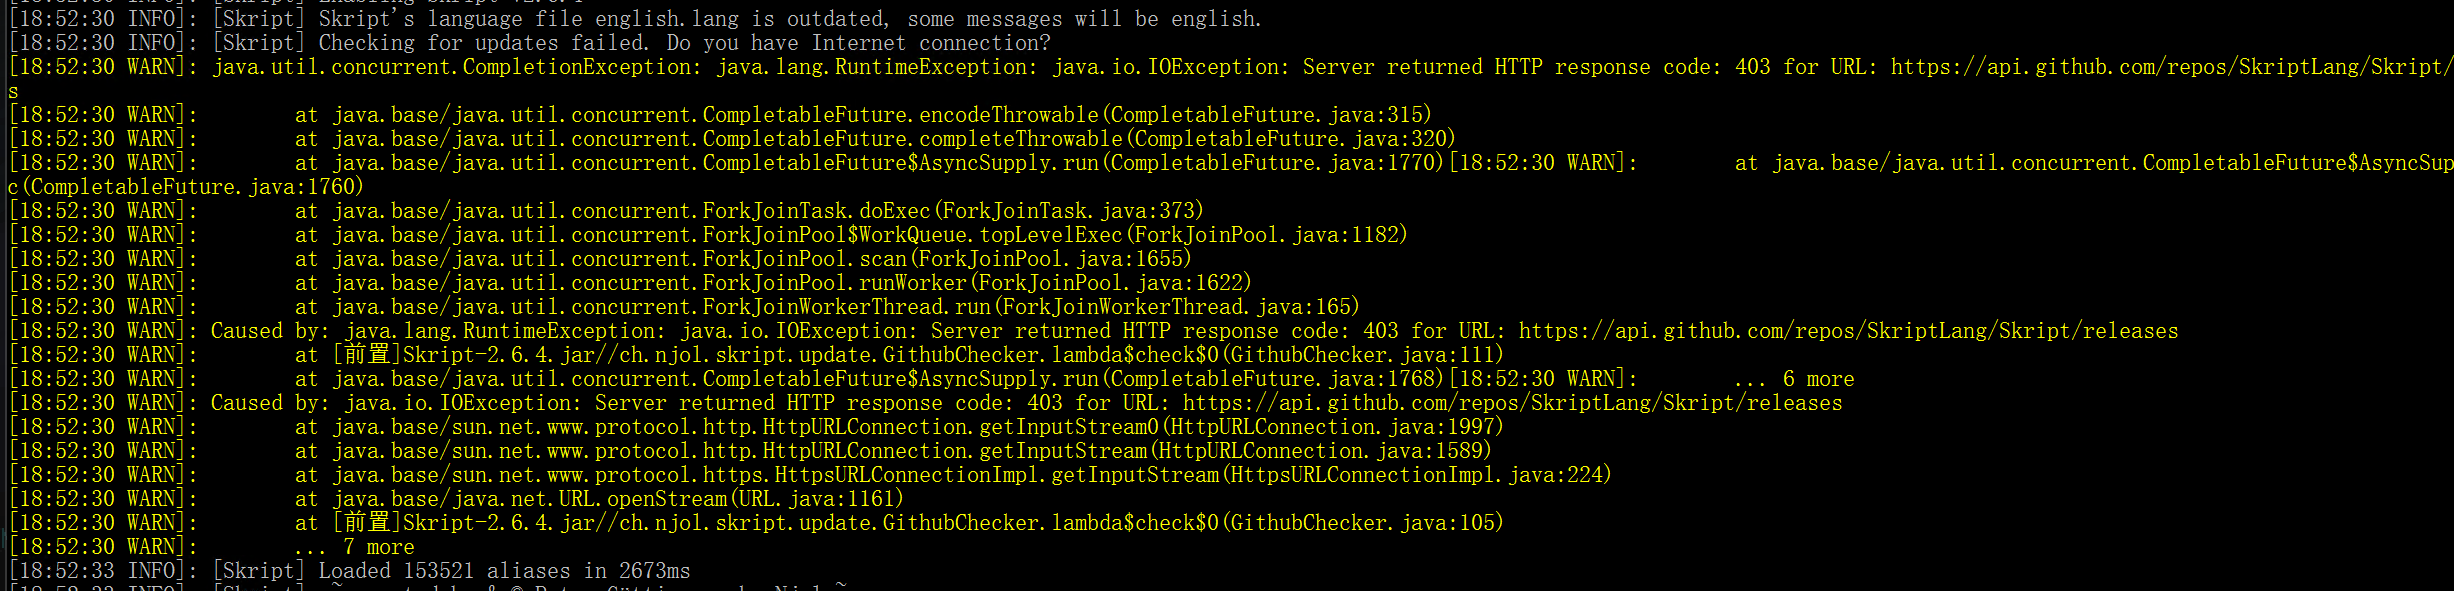 [18:52:30 INFO]: [Skript] Skript's language file english.lang is outdated, some messages will be english.
[18:52:30 INFO]: [Skript] Checking for updates failed. Do you have Internet connection?
[18:52:30 WARN]: java.util.concurrent.CompletionException: java.lang.RuntimeException: java.io.IOException: Server returned HTTP response code: 403 for URL: https://api.github.com/repos/SkriptLang/Skript/
s
[18:52:30 WARN]: at java.base/java.util.concurrent.CompletableFuture.encodeThrowable(CompletableFuture.java:315)
[18:52:30 WARN]: at java.base/java.util.concurrent.CompletableFuture.completeThrowable(CompletableFuture.java:320)
[18:52:30 WARN]: at java.base/java.util.concurrent.CompletableFuture$AsyncSupply.run(CompletableFuture.java:1770)[18:52:30 WARN]: at java.base/java.util.concurrent.CompletableFuture$AsyncSup
c(CompletableFuture.java:1760)
[18:52:30 WARN]: at java.base/java.util.concurrent.ForkJoinTask.doExec(ForkJoinTask.java:373)
[18:52:30 WARN]: at java.base/java.util.concurrent.ForkJoinPool$WorkQueue.topLevelExec(ForkJoinPool.java:1182)
[18:52:30 WARN]: at java.base/java.util.concurrent.ForkJoinPool.scan(ForkJoinPool.java:1655)
[18:52:30 WARN]: at java.base/java.util.concurrent.ForkJoinPool.runWorker(ForkJoinPool.java:1622)
[18:52:30 WARN]: at java.base/java.util.concurrent.ForkJoinWorkerThread.run(ForkJoinWorkerThread.java:165)
[18:52:30 WARN]: Caused by: java.lang.RuntimeException: java.io.IOException: Server returned HTTP response code: 403 for URL: https://api.github.com/repos/SkriptLang/Skript/releases
[18:52:30 WARN]: at [前置]Skript-2.6.4.jar//ch.njol.skript.update.GithubChecker.lambda$check$0(GithubChecker.java:111)
[18:52:30 WARN]: at java.base/java.util.concurrent.CompletableFuture$AsyncSupply.run(CompletableFuture.java:1768)[18:52:30 WARN]: ... 6 more
[18:52:30 WARN]: Caused by: java.io.IOException: Server returned HTTP response code: 403 for URL: https://api.github.com/repos/SkriptLang/Skript/releases
[18:52:30 WARN]: at java.base/sun.net.www.protocol.http.HttpURLConnection.getInputStream0(HttpURLConnection.java:1997)
[18:52:30 WARN]: at java.base/sun.net.www.protocol.http.HttpURLConnection.getInputStream(HttpURLConnection.java:1589)
[18:52:30 WARN]: at java.base/sun.net.www.protocol.https.HttpsURLConnectionImpl.getInputStream(HttpsURLConnectionImpl.java:224)
[18:52:30 WARN]: at java.base/java.net.URL.openStream(URL.java:1161)
[18:52:30 WARN]: at [前置]Skript-2.6.4.jar//ch.njol.skript.update.GithubChecker.lambda$check$0(GithubChecker.java:105)
[18:52:30 WARN]: ... 7 more
[18:52:33 INFO]: [Skript] Loaded 153521 aliases in 2673ms